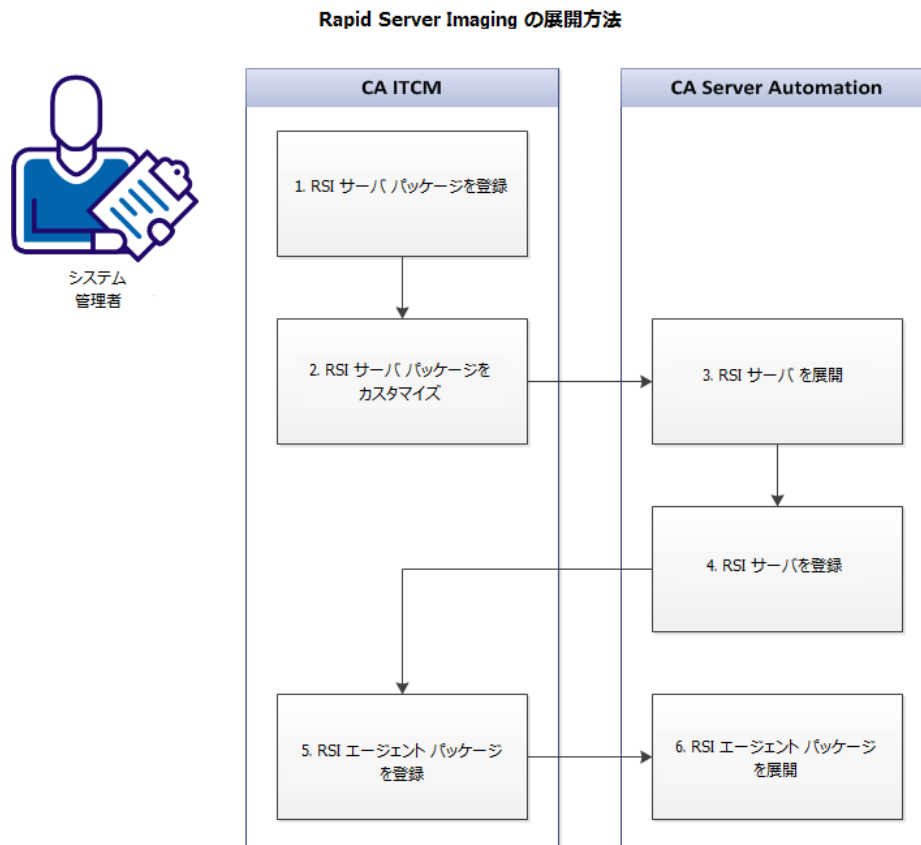 Rapid Server Imaging の展開方法
CA ITCM
CA Server Automation
システム
管理者
1. RSI サーバ パッケージを登録
2. RSI サーバ パッケージを
カスタマイズ
3. RSI サーバ を展開
4. RSI サーバを登録
5. RSI エージェント パッケージ
を登録
6. RSI エージェント パッケージ
を展開